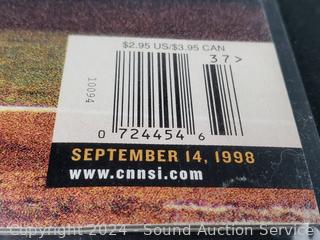 $2.95 US/$3.95 CAN
37>
10094
0 724454 6
SEPTEMBER 14, 1998
www.cnnsi.com
Copyright 2024 - Sound Auction Service